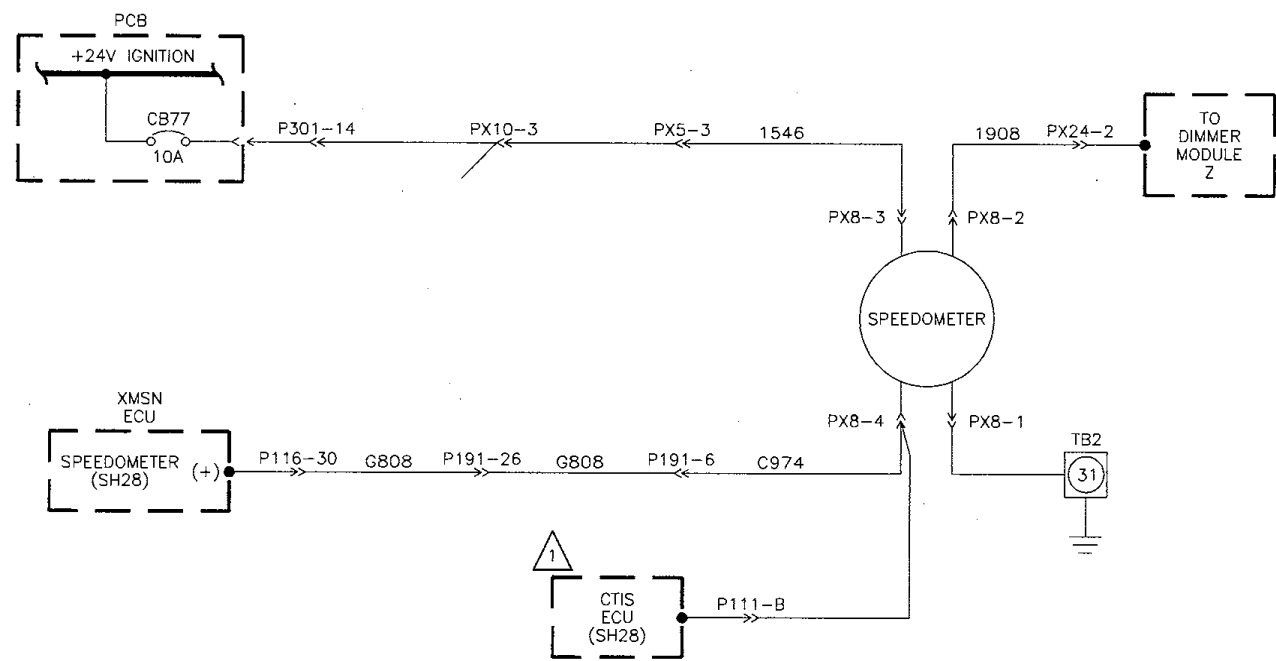 PCB
+24V IGNITION
CB77
10A
P301-14
PX10-3
PX5-3
1546
1908
PX24-2
TO
DIMMER
MODULE
Z
PX8-3
PX8-2
SPEEDOMETER
PX8-4
PX8-1
XMSN
ECU
SPEEDOMETER (+)
(SH28)
P116-30
G808
P191-26
G808
P191-6
C974
TB2
31
1
CTIS
ECU
(SH28)
P111-B